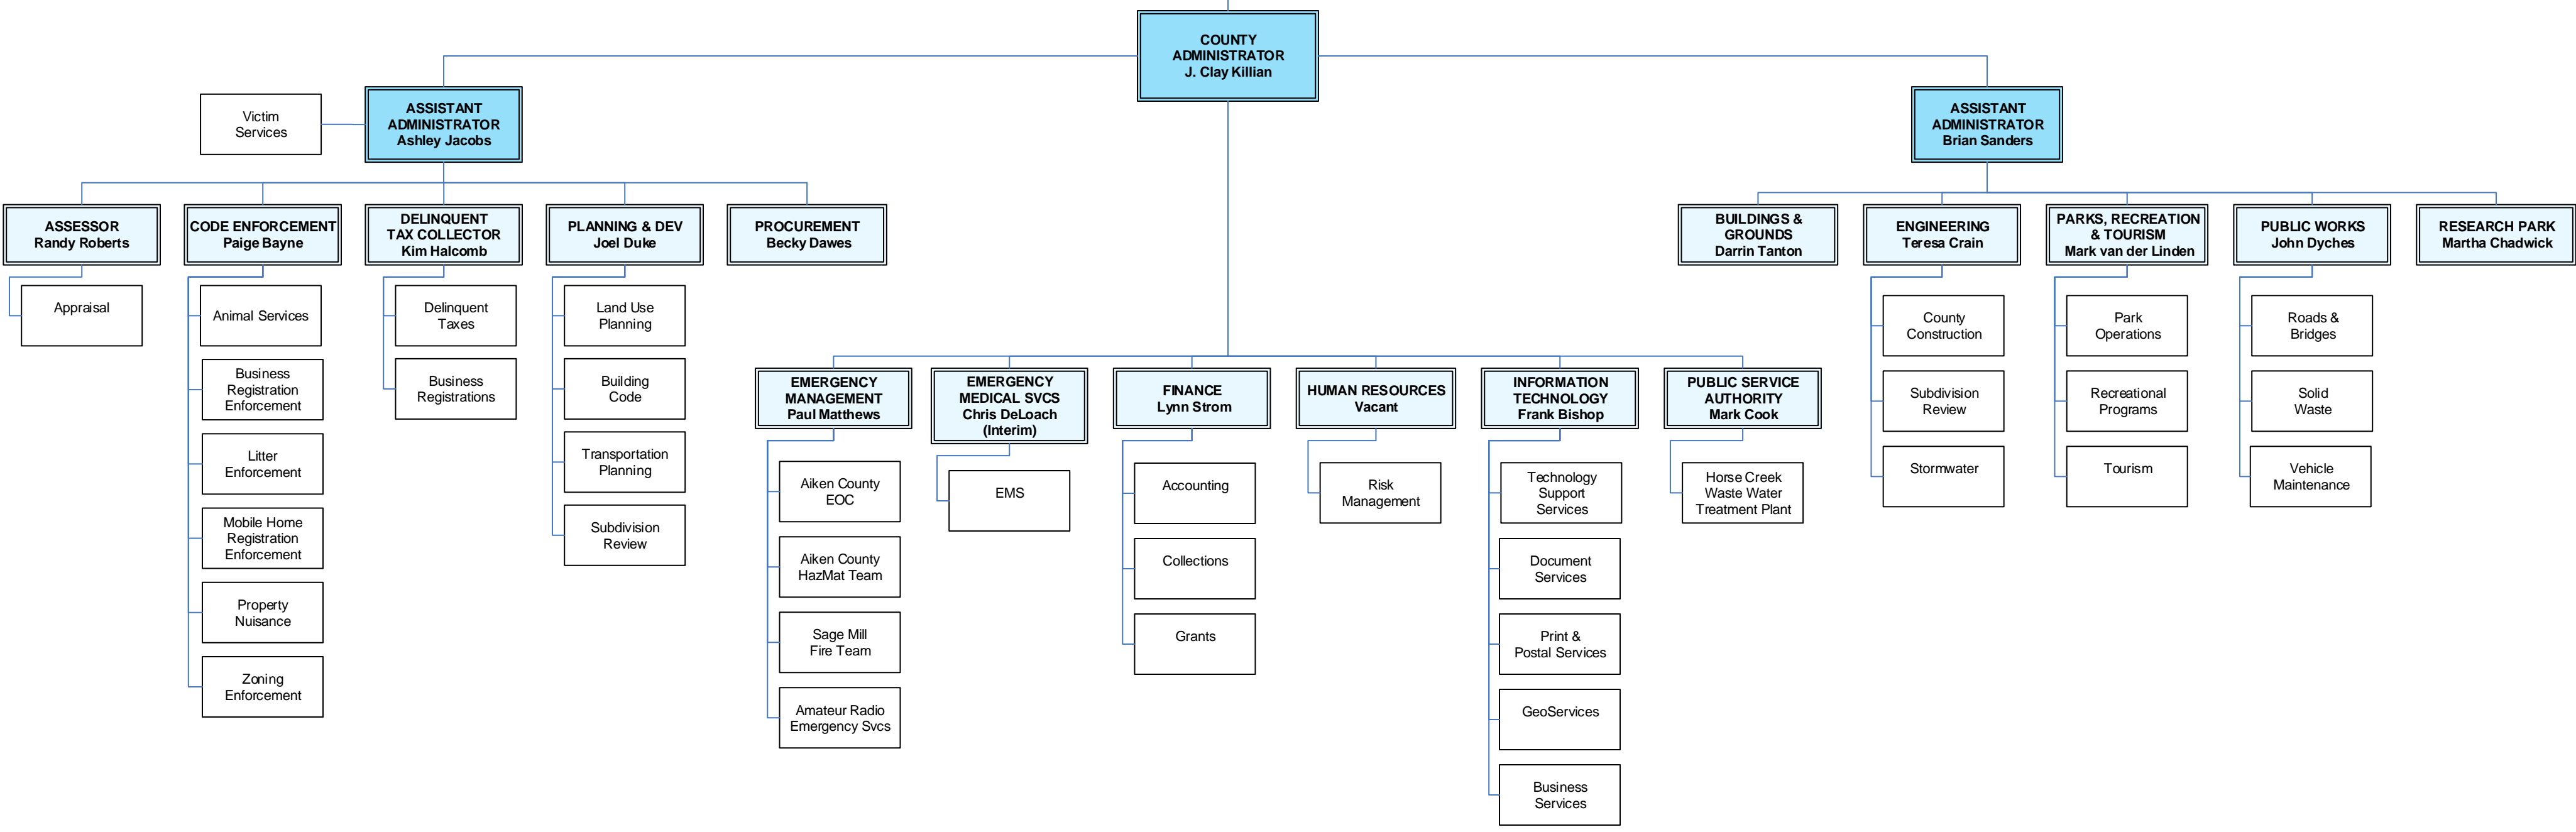 COUNTY
ADMINISTRATOR
J. Clay Killian
Victim
Services
ASSISTANT
ADMINISTRATOR
Ashley Jacobs
ASSISTANT
ADMINISTRATOR
Brian Sanders
ASSESSOR
Randy Roberts
Appraisal
CODE ENFORCEMENT
Paige Bayne
Animal Services
Business
Registration
Enforcement
Litter
Enforcement
Mobile Home
Registration
Enforcement
Property
Nuisance
Zoning
Enforcement
DELINQUENT
TAX COLLECTOR
Kim Halcomb
Delinquent
Taxes
Business
Registrations
PLANNING & DEV
Joel Duke
Land Use
Planning
Building
Code
Transportation
Planning
Subdivision
Review
PROCUREMENT
Becky Dawes
EMERGENCY
MANAGEMENT
Paul Matthews
Aiken County
EOC
Aiken County
HazMat Team
Sage Mill
Fire Team
Amateur Radio
Emergency Svcs
EMERGENCY
MEDICAL SVCS
Chris DeLoach
(Interim)
EMS
FINANCE
Lynn Strom
Accounting
Collections
Grants
HUMAN RESOURCES
Vacant
Risk
Management
INFORMATION
TECHNOLOGY
Frank Bishop
Technology
Support
Services
Document
Services
Print &
Postal Services
GeoServices
Business
Services
PUBLIC SERVICE
AUTHORITY
Mark Cook
Horse Creek
Waste Water
Treatment Plant
BUILDINGS &
GROUNDS
Darrin Tanton
ENGINEERING
Teresa Crain
County
Construction
Subdivision
Review
Stormwater
PARKS, RECREATION
& TOURISM
Mark van der Linden
Park
Operations
Recreational
Programs
Tourism
PUBLIC WORKS
John Dyches
Roads &
Bridges
Solid
Waste
Vehicle
Maintenance
RESEARCH PARK
Martha Chadwick